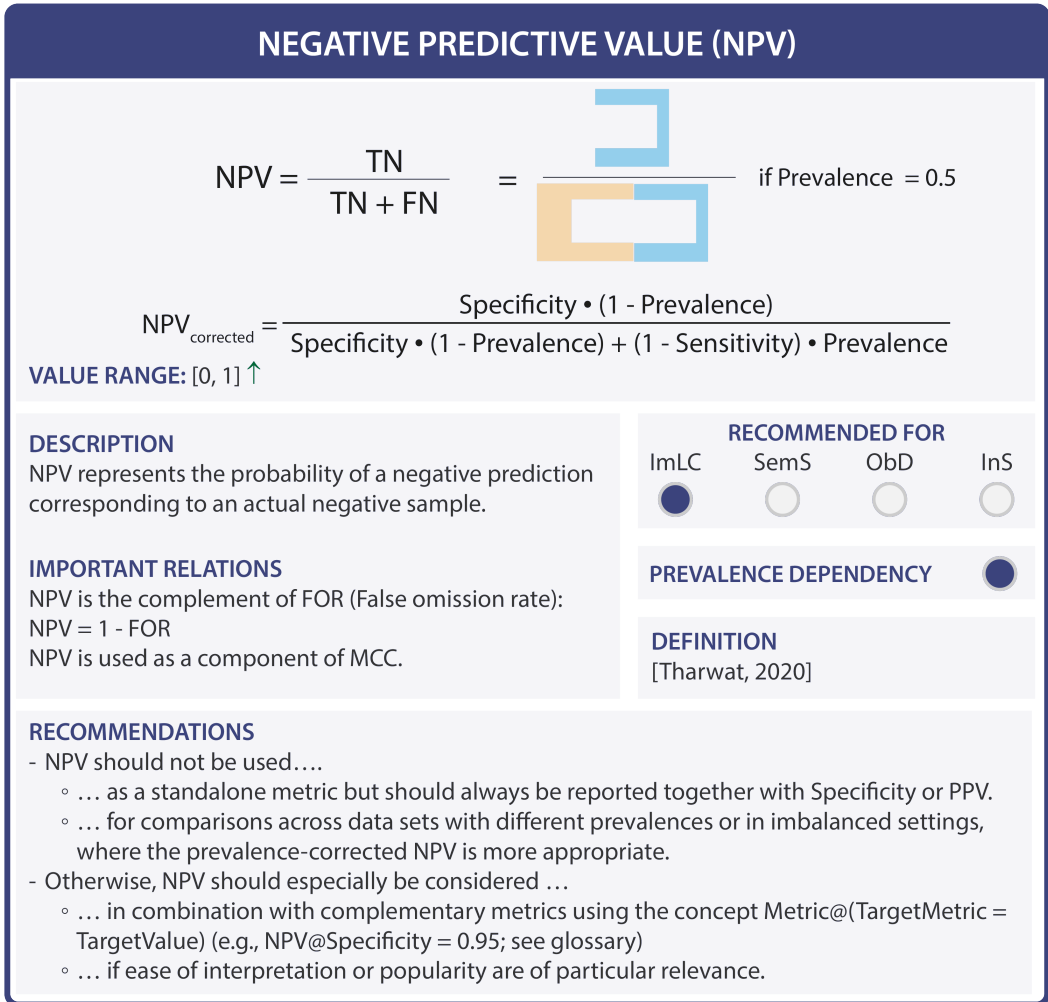 NEGATIVE PREDICTIVE VALUE (NPV)
NPV = TN / TN + FN = if Prevalence = 0.5
NPVcorrected = Specificity • (1 - Prevalence) / Specificity • (1 - Prevalence) + (1 - Sensitivity) • Prevalence
VALUE RANGE: [0, 1] ↑
DESCRIPTION
NPV represents the probability of a negative prediction
corresponding to an actual negative sample.
IMPORTANT RELATIONS
NPV is the complement of FOR (False omission rate):
NPV = 1 - FOR
NPV is used as a component of MCC.
RECOMMENDED FOR
ImLC SemS ObD InS
PREVALENCE DEPENDENCY
DEFINITION
[Tharwat, 2020]
RECOMMENDATIONS
- NPV should not be used….
◦ … as a standalone metric but should always be reported together with Specificity or PPV.
◦ … for comparisons across data sets with different prevalences or in imbalanced settings,
where the prevalence-corrected NPV is more appropriate.
- Otherwise, NPV should especially be considered …
◦ … in combination with complementary metrics using the concept Metric@(TargetMetric =
TargetValue) (e.g., NPV@Specificity = 0.95; see glossary)
◦ … if ease of interpretation or popularity are of particular relevance.